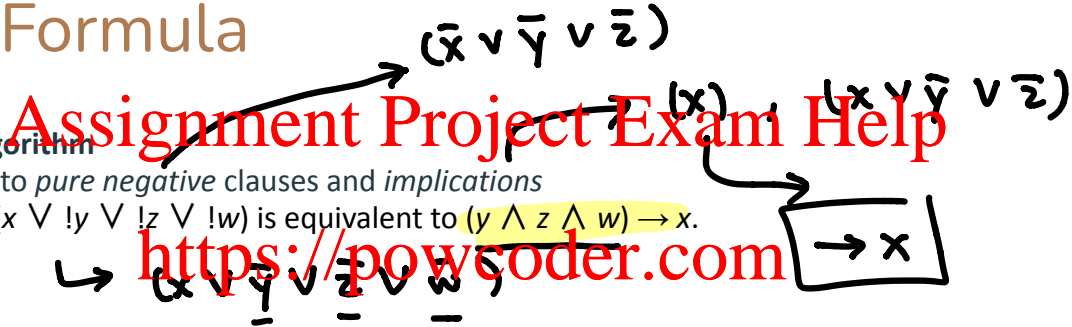 Formula
(x̄ ∨ ȳ ∨ z̄)
(x) , (x ∨ ȳ ∨ z̄)
Assignment Project Exam Help
gorithm
to pure negative clauses and implications
(x ∨ !y ∨ !z ∨ !w) is equivalent to (y ∧ z ∧ w) → x.
→ x
https://powcoder.com
↳ (x ∨ ȳ ∨ z̄ ∨ w̄)